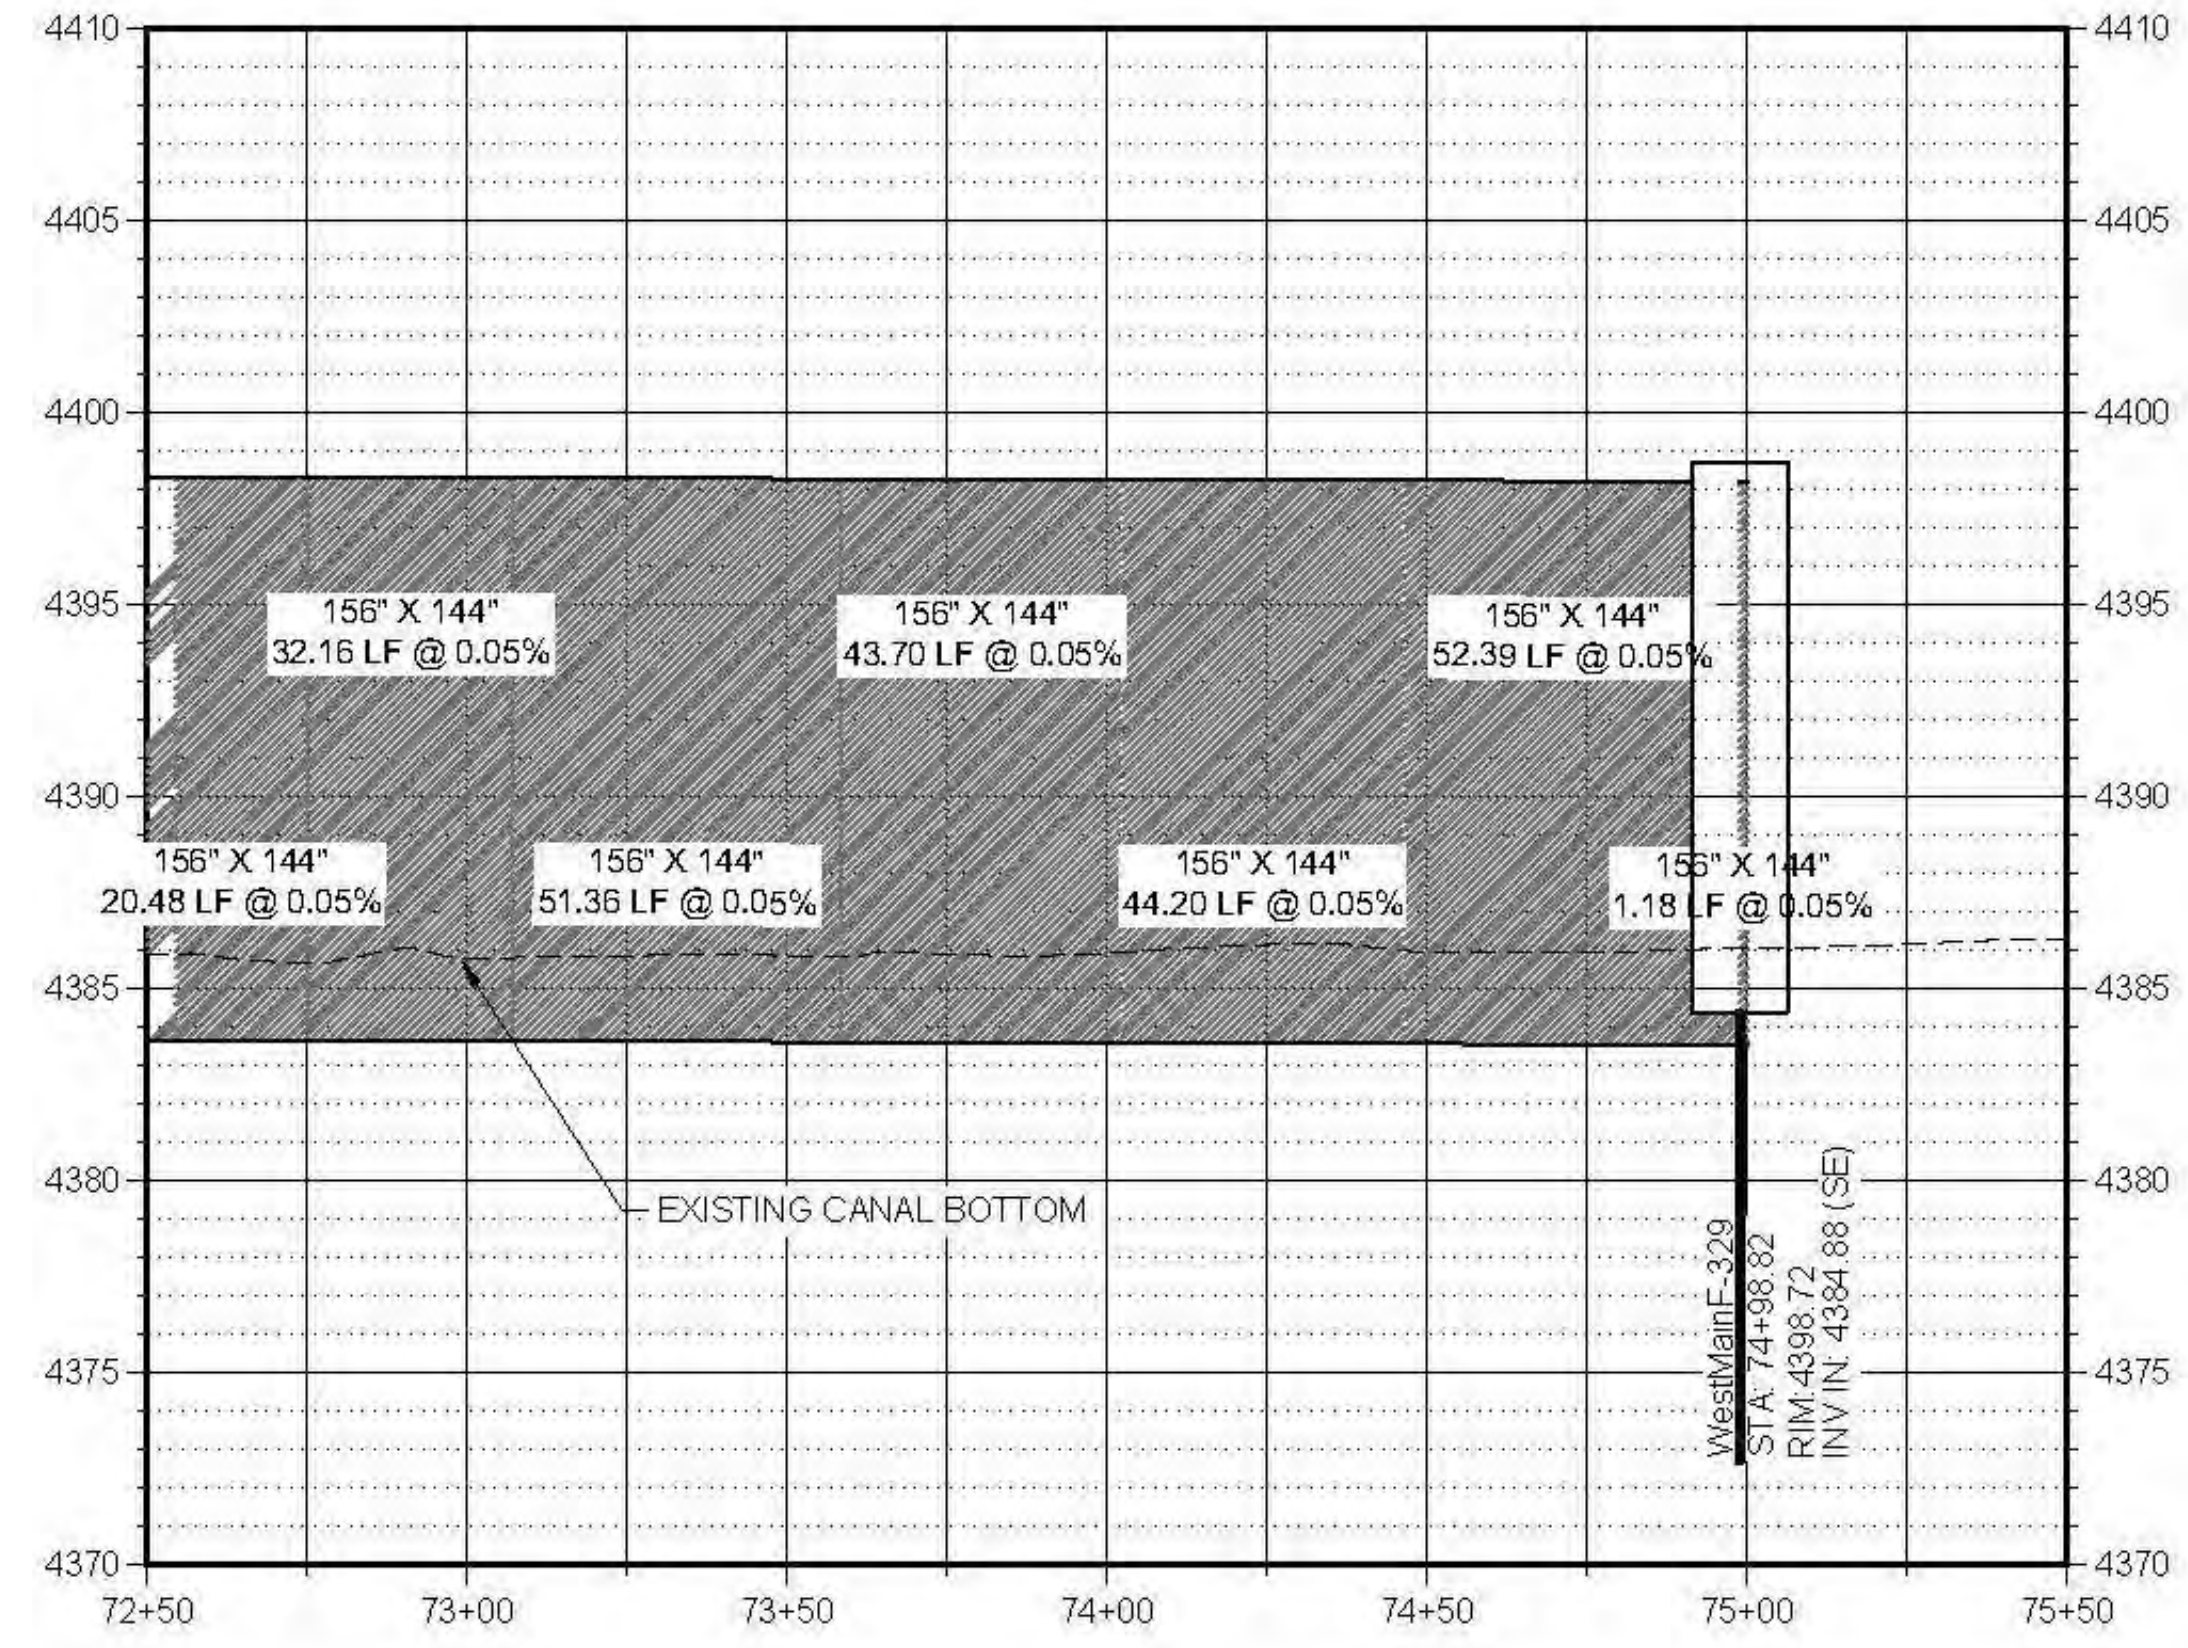 4410
4410
4405
4405
4400
4400
4395
156" X 144"
32.16 LF @ 0.05%
156" X 144"
43.70 LF @ 0.05%
156" X 144"
52.39 LF @ 0.05%
4395
4390
4390
156" X 144"
20.48 LF @ 0.05%
156" X 144"
51.36 LF @ 0.05%
156" X 144"
44.20 LF @ 0.05%
156" X 144"
1.18 LF @ 0.05%
4385
4385
4380
4380
EXISTING CANAL BOTTOM
WestMainF-329
STA: 74+98.82
RIM:4398.72
INV IN: 4384.88 (SE)
4375
4375
4370
4370
72+50
73+00
73+50
74+00
74+50
75+00
75+50